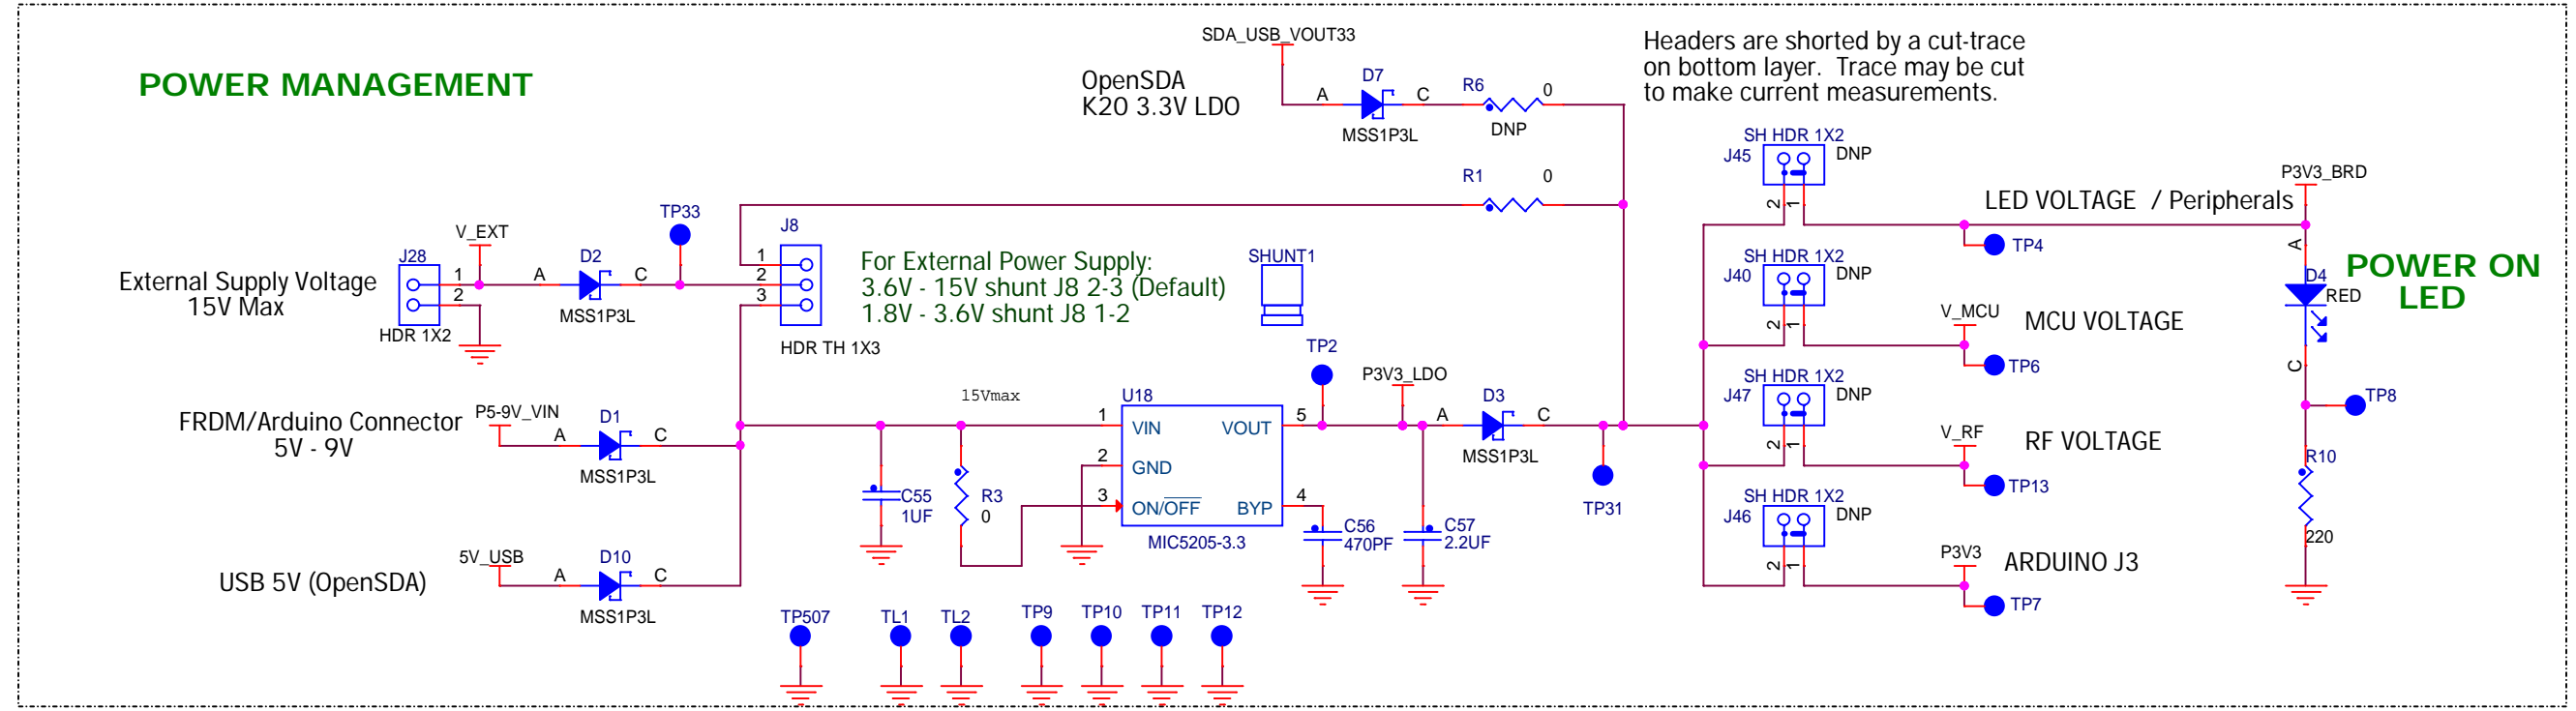 POWER MANAGEMENT
SDA_USB_VOUT33
OpenSDA
K20 3.3V LDO
D7
A
C
MSS1P3L
R6
0
DNP
Headers are shorted by a cut-trace
on bottom layer. Trace may be cut
to make current measurements.
R1
0
External Supply Voltage
15V Max
J28
1
2
HDR 1X2
V_EXT
A
D2
C
MSS1P3L
TP33
J8
1
2
3
HDR TH 1X3
For External Power Supply:
3.6V - 15V shunt J8 2-3 (Default)
1.8V - 3.6V shunt J8 1-2
SHUNT1
FRDM/Arduino Connector
5V - 9V
P5-9V_VIN
A
D1
C
MSS1P3L
USB 5V (OpenSDA)
5V_USB
A
D10
C
MSS1P3L
15Vmax
C55
1UF
R3
0
U18
1
VIN
2
GND
3
ON/OFF
VOUT
5
BYP
4
MIC5205-3.3
TP2
P3V3_LDO
A
D3
C
MSS1P3L
C56
470PF
C57
2.2UF
TP31
SH HDR 1X2
J45
DNP
2
1
LED VOLTAGE / Peripherals
TP4
SH HDR 1X2
J40
DNP
2
1
V_MCU
MCU VOLTAGE
TP6
SH HDR 1X2
J47
DNP
2
1
V_RF
RF VOLTAGE
TP13
SH HDR 1X2
J46
DNP
2
1
P3V3
ARDUINO J3
TP7
P3V3_BRD
A
D4
RED
C
POWER ON
LED
TP8
R10
220
TP507
TL1
TL2
TP9
TP10
TP11
TP12